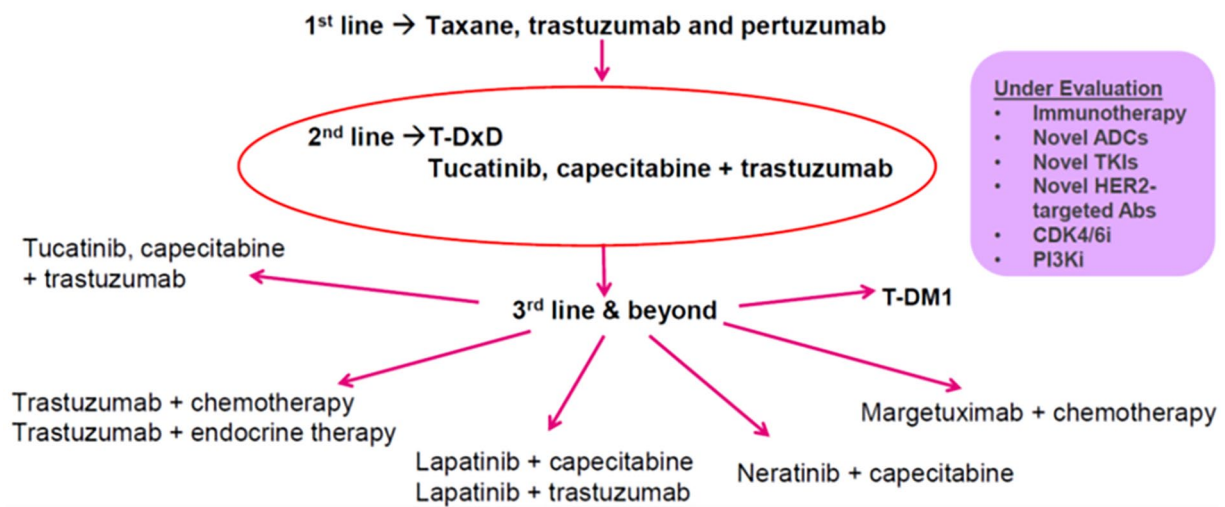 1st line → Taxane, trastuzumab and pertuzumab
2nd line → T-DxD
Tucatinib, capecitabine + trastuzumab
Under Evaluation
• Immunotherapy
• Novel ADCs
• Novel TKIs
• Novel HER2-
targeted Abs
• CDK4/6i
• PI3Ki
Tucatinib, capecitabine
+ trastuzumab
3rd line & beyond
T-DM1
Trastuzumab + chemotherapy
Trastuzumab + endocrine therapy
Lapatinib + capecitabine
Lapatinib + trastuzumab
Neratinib + capecitabine
Margetuximab + chemotherapy